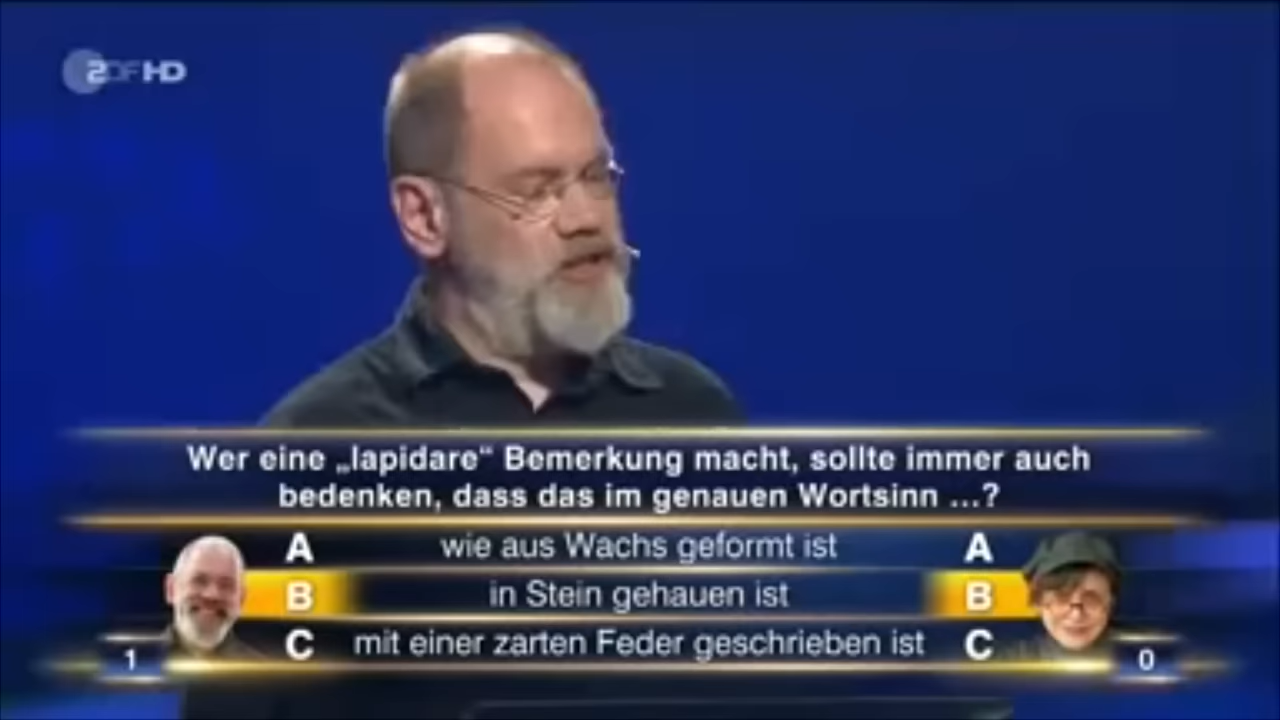 ZDF HD
Wer eine „lapidare“ Bemerkung macht, sollte immer auch
bedenken, dass das im genauen Wortsinn ...?
A wie aus Wachs geformt ist A
B in Stein gehauen ist B
C mit einer zarten Feder geschrieben ist C
1 0